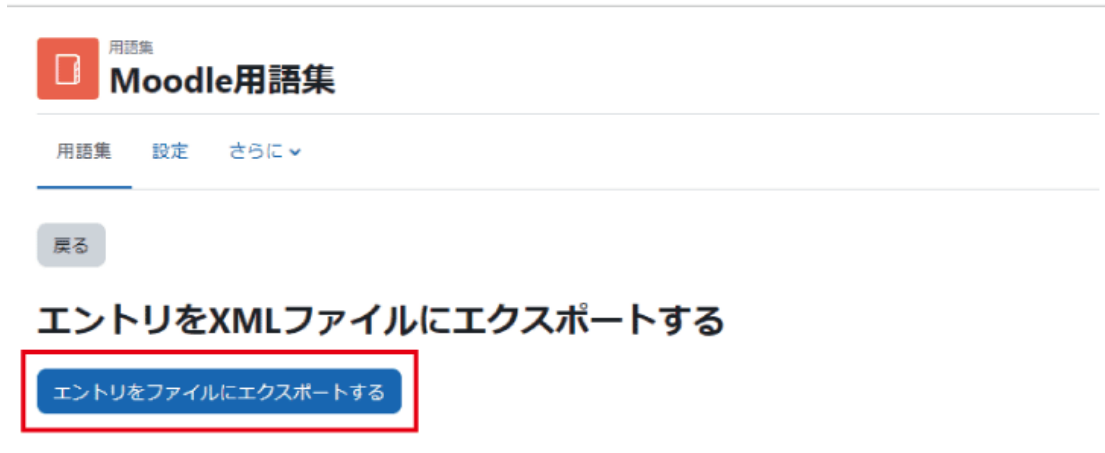 用語集
Moodle用語集
用語集 設定 さらに
戻る
エントリをXMLファイルにエクスポートする
エントリをファイルにエクスポートする